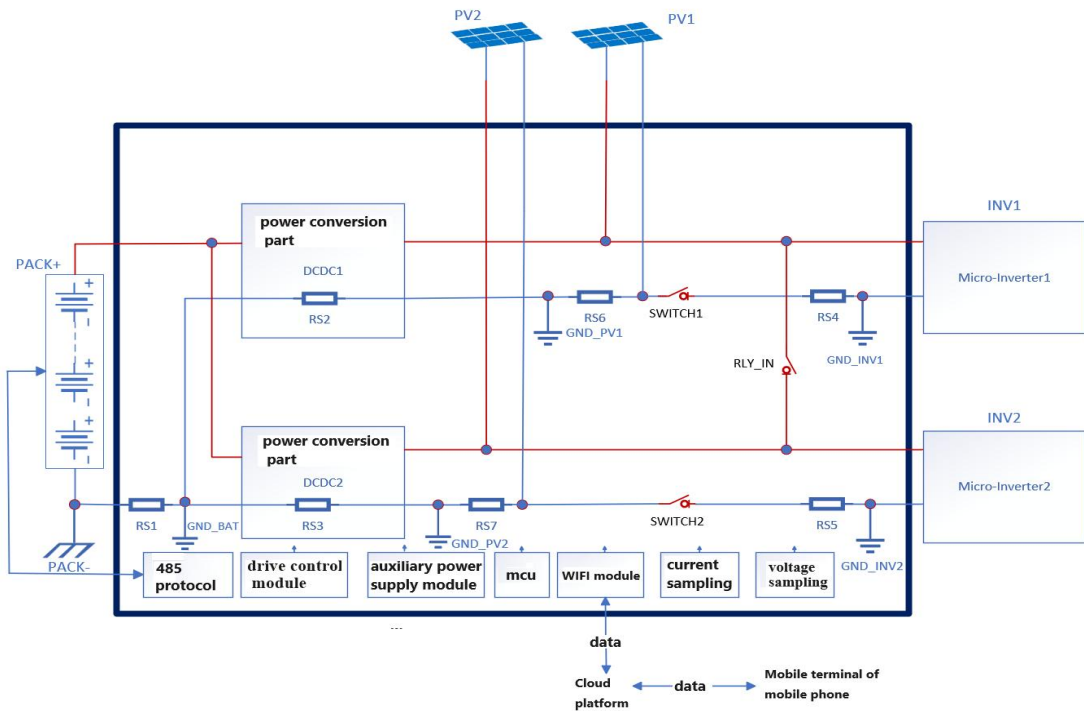 PV2
PV1
INV1
power conversion
part
PACK+
+
DCDC1
Micro-Inverter1
–
RS2
RS6
SWITCH1
RS4
GND_PV1
GND_INV1
+
RLY_IN
–
+
INV2
power conversion
part
–
DCDC2
Micro-Inverter2
RS1
GND_BAT
RS3
RS7
SWITCH2
RS5
GND_PV2
PACK-
GND_INV2
485
protocol
drive control
module
auxiliary power
supply module
mcu
WIFI module
current
sampling
voltage
sampling
...
data
Cloud
platform
data
Mobile terminal of
mobile phone